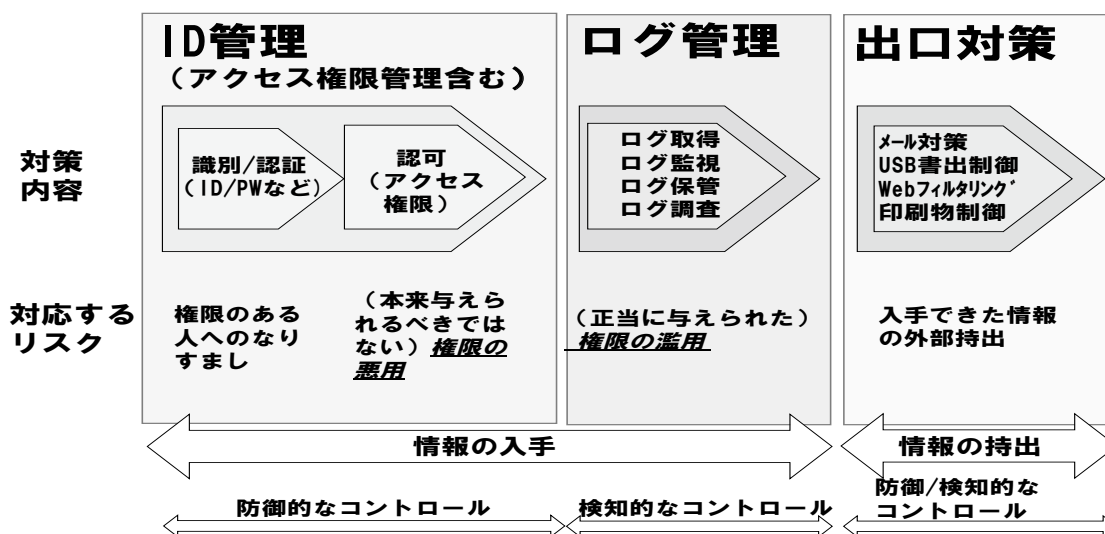 ID管理
（アクセス権限管理含む）
ログ管理
出口対策
対策
内容
識別/認証
（ID/PWなど）
認可
（アクセス
権限）
ログ取得
ログ監視
ログ保管
ログ調査
メール対策
USB書出制御
Webフィルタリング
印刷物制御
対応する
リスク
権限のある
人へのなり
すまし
（本来与えら
れるべきでは
ない）権限の
悪用
（正当に与えられた）
権限の濫用
入手できた情報
の外部持出
情報の入手
情報の持出
防御的なコントロール
検知的なコントロール
防御/検知的な
コントロール